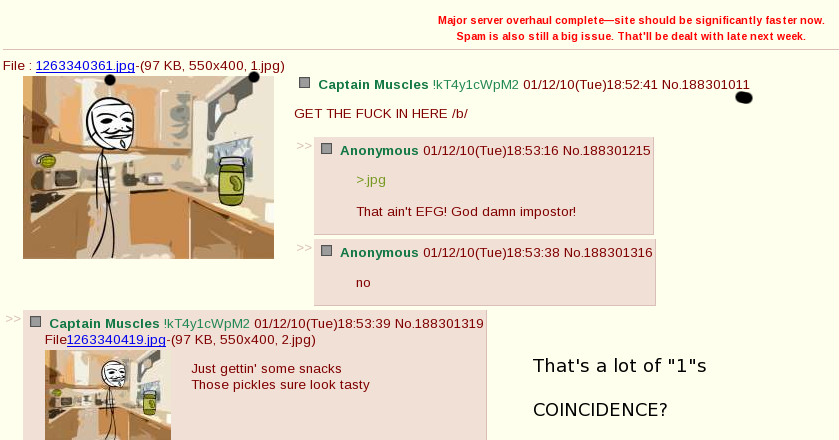 Major server overhaul complete—site should be significantly faster now.
Spam is also still a big issue. That'll be dealt with late next week.
File : 1263340361.jpg-(97 KB, 550x400, 1.jpg)
Captain Muscles !kT4y1cWpM2 01/12/10(Tue)18:52:41 No.188301011
GET THE FUCK IN HERE /b/
>> Anonymous 01/12/10(Tue)18:53:16 No.188301215
>.jpg
That ain't EFG! God damn impostor!
>> Anonymous 01/12/10(Tue)18:53:38 No.188301316
no
>> Captain Muscles !kT4y1cWpM2 01/12/10(Tue)18:53:39 No.188301319
File1263340419.jpg-(97 KB, 550x400, 2.jpg)
Just gettin' some snacks
Those pickles sure look tasty
That's a lot of "1"s
COINCIDENCE?